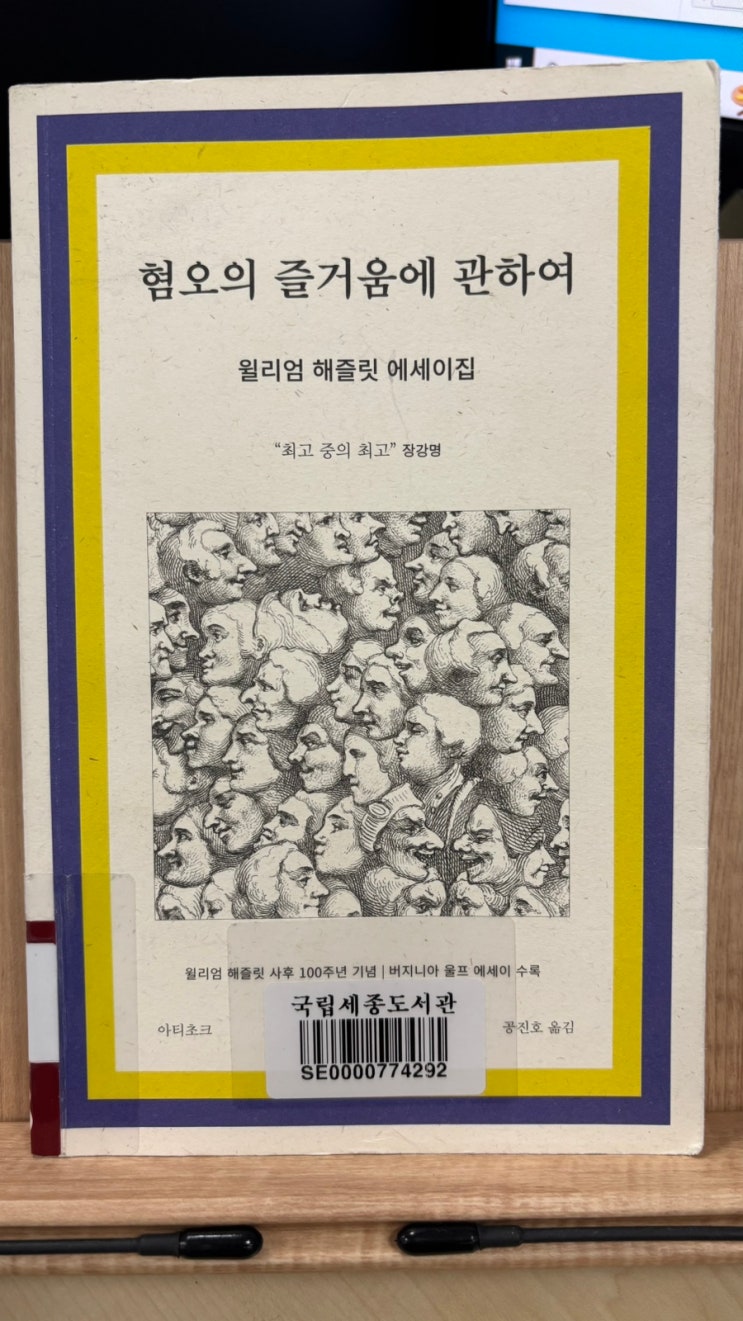 혐오의 즐거움에 관하여
윌리엄 해즐릿 에세이집
“최고 중의 최고” 장강명
윌리엄 해즐릿 사후 100주년 기념 | 버지니아 울프 에세이 수록
국립세종도서관
SE0000774292
아티초크
공진호 옮김